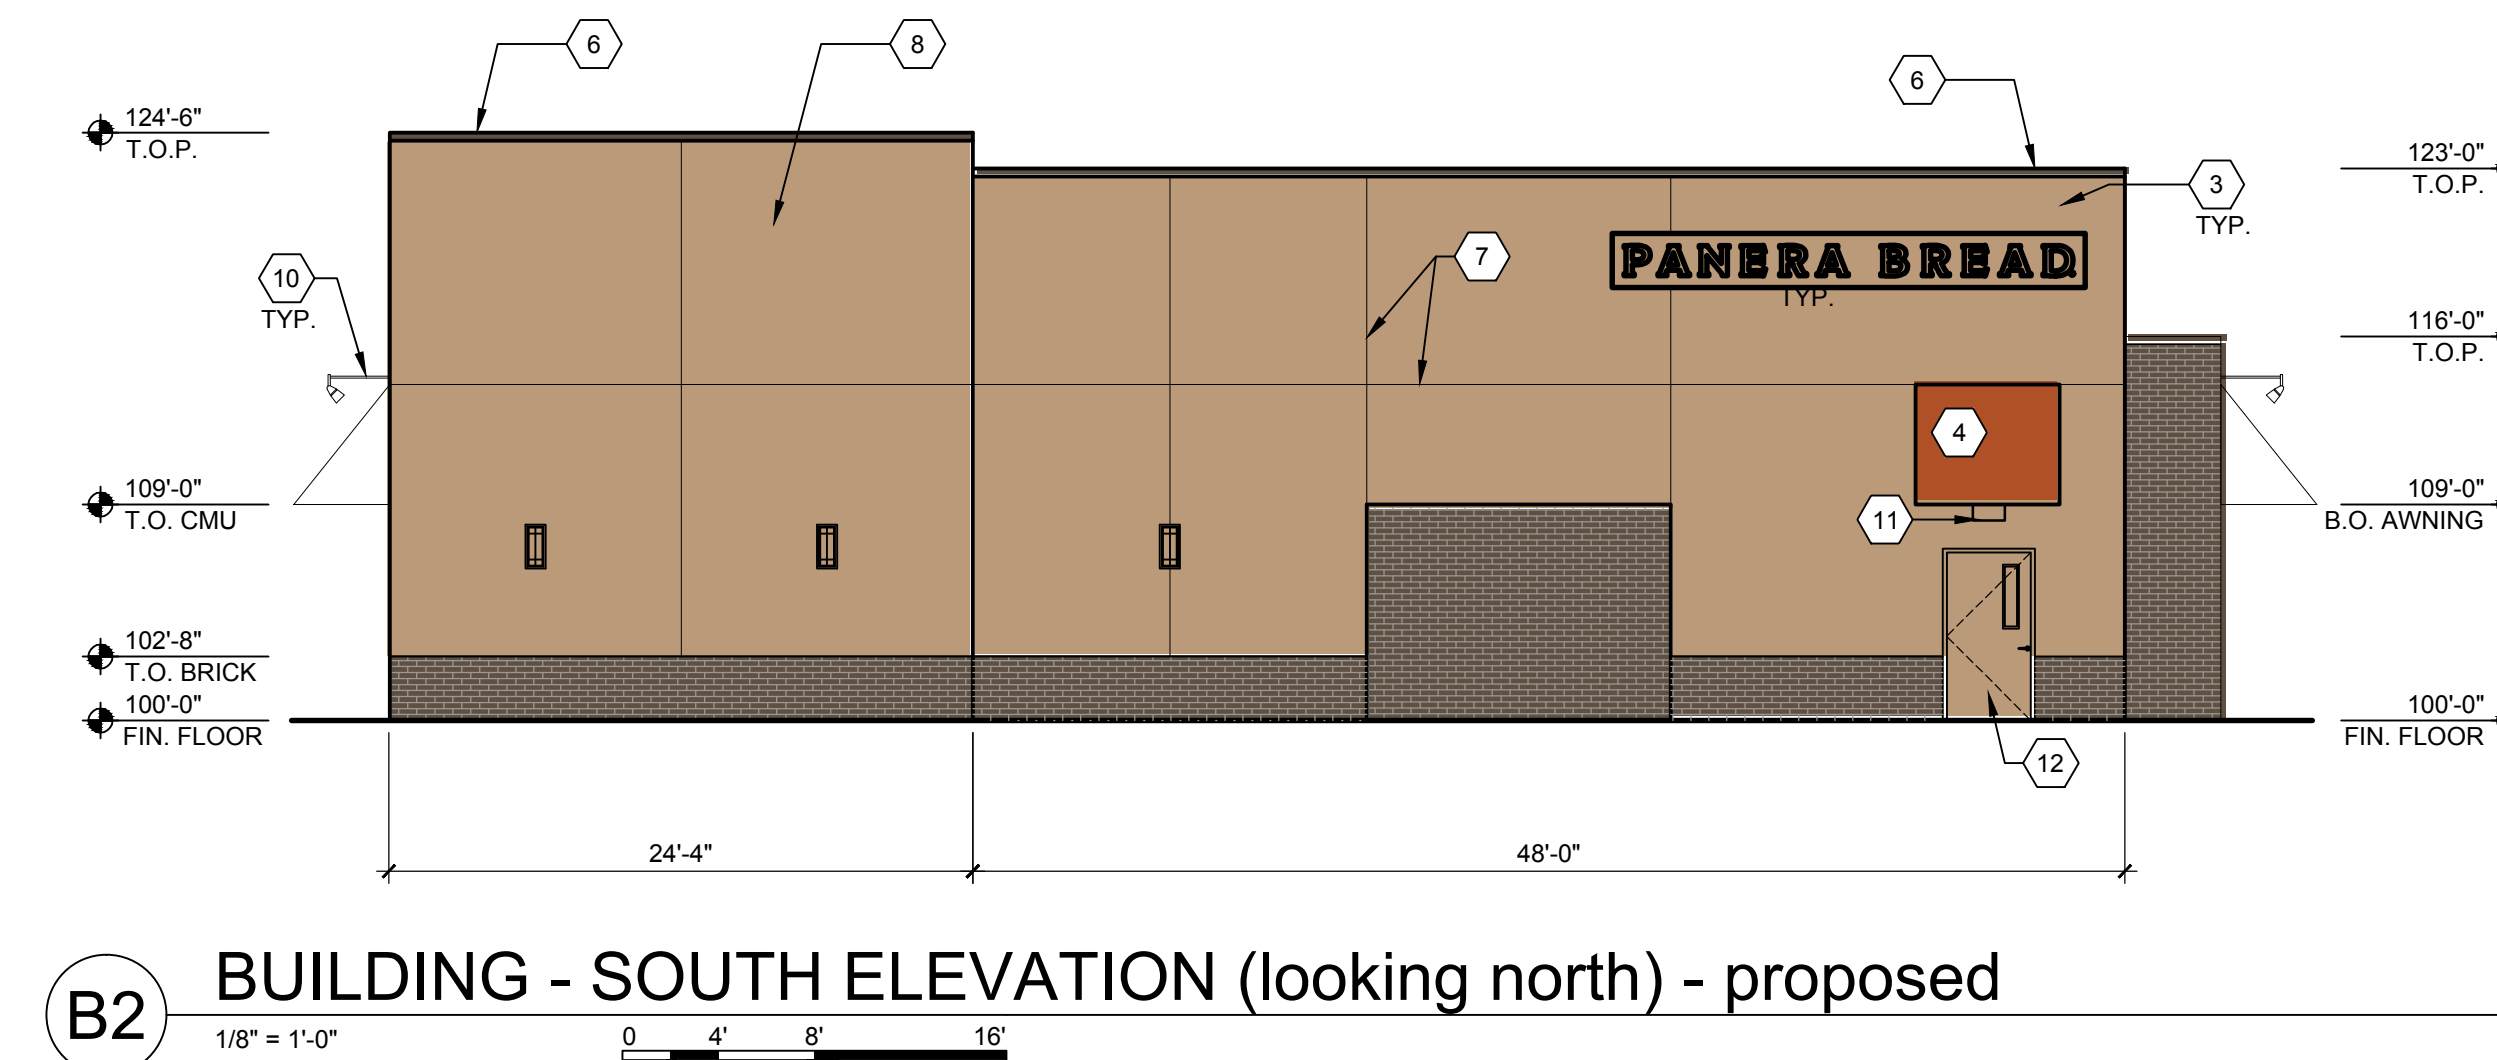 6
8
6
124'-6"
T.O.P.
123'-0"
T.O.P.
3
TYP.
10
TYP.
7
PANERA BREAD
TYP.
116'-0"
T.O.P.
4
109'-0"
T.O. CMU
11
109'-0"
B.O. AWNING
102'-8"
T.O. BRICK
100'-0"
FIN. FLOOR
100'-0"
FIN. FLOOR
12
24'-4"
48'-0"
B2
BUILDING - SOUTH ELEVATION (looking north) - proposed
1/8" = 1'-0"
0 4' 8' 16'